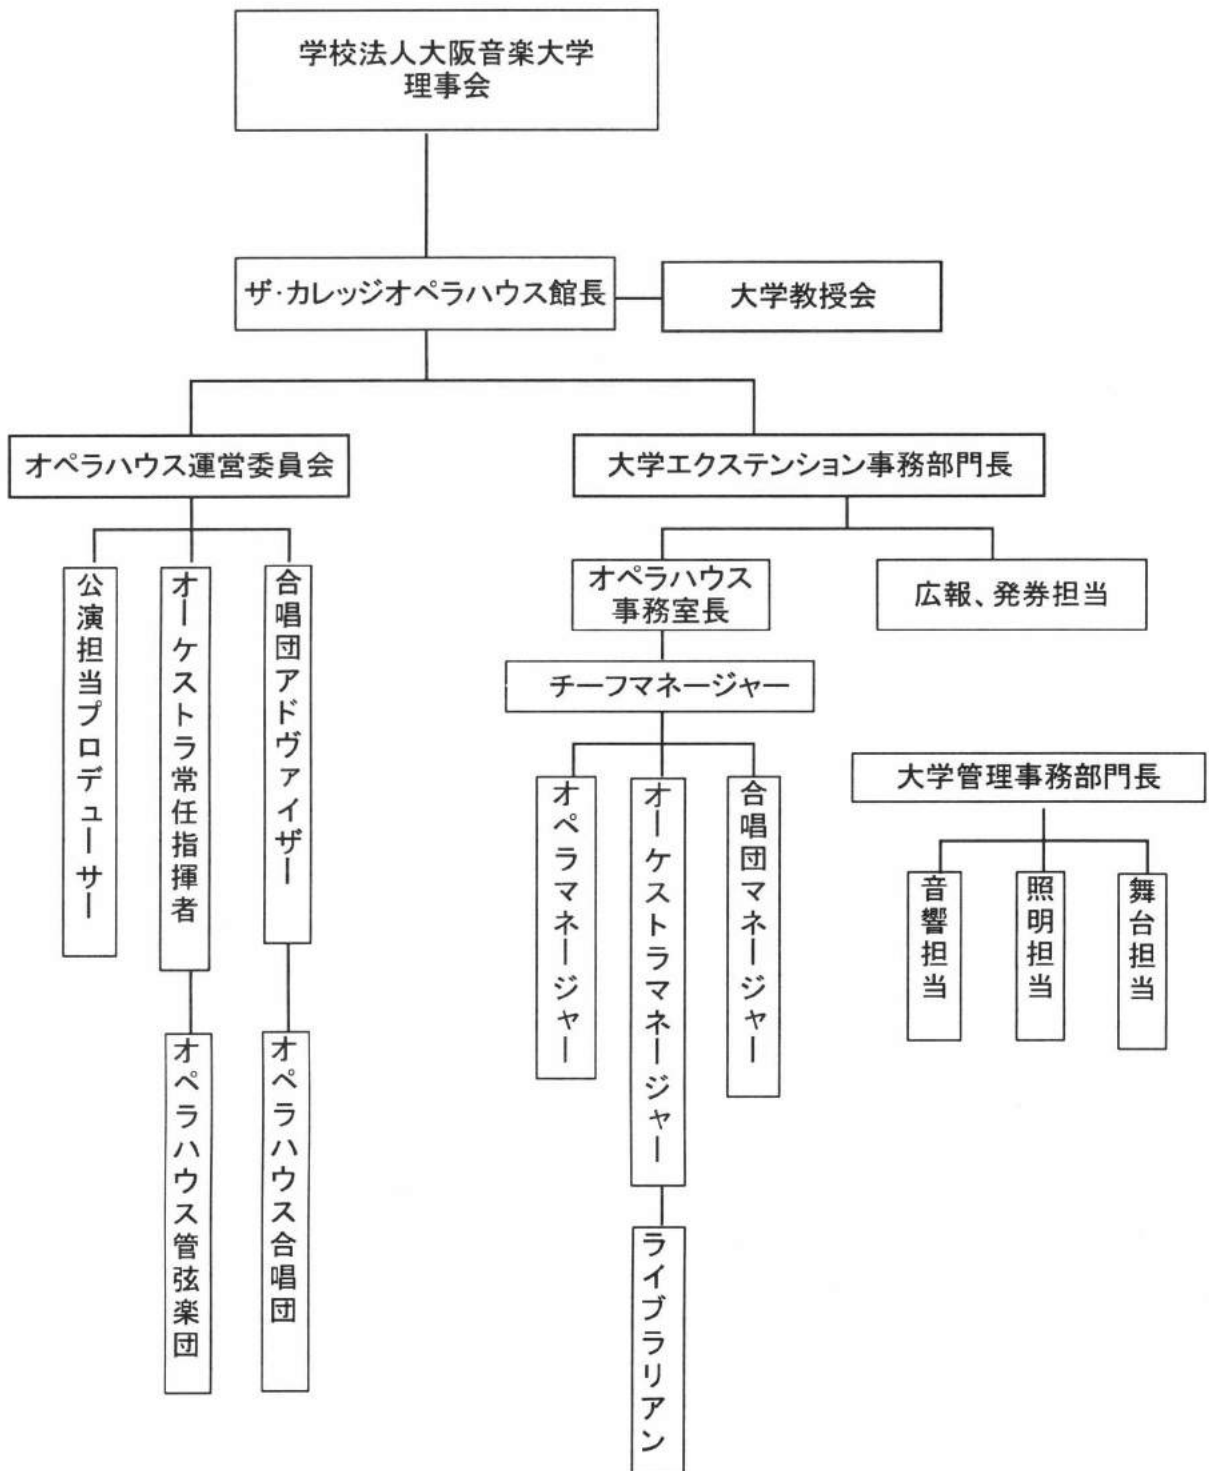 学校法人大阪音楽大学
理事会
ザ・カレッジオペラハウス館長
大学教授会
オペラハウス運営委員会
大学エクステンション事務部門長
公演担当プロデューサー
オーケストラ常任指揮者
合唱団アドヴァイザー
オペラハウス管弦楽団
オペラハウス合唱団
オペラハウス
事務室長
広報、発券担当
チーフマネージャー
オペラマネージャー
オーケストラマネージャー
合唱団マネージャー
ライブラリアン
大学管理事務部門長
音響担当
照明担当
舞台担当